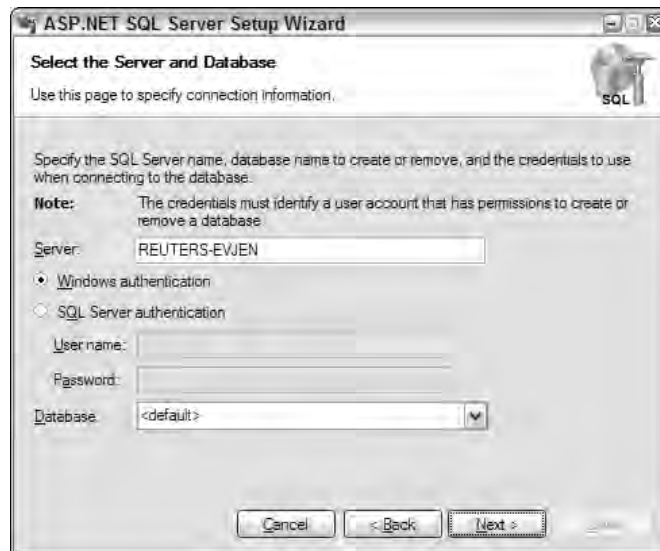 ASP.NET SQL Server Setup Wizard
Select the Server and Database
Use this page to specify connection information.
SQL
Specify the SQL Server name, database name to create or remove, and the credentials to use
when connecting to the database.
Note: The credentials must identify a user account that has permissions to create or
remove a database
Server: REUTERS-EVJEN
Windows authentication
SQL Server authentication
User name:
Password:
Database: <default>
Cancel < Back Next >